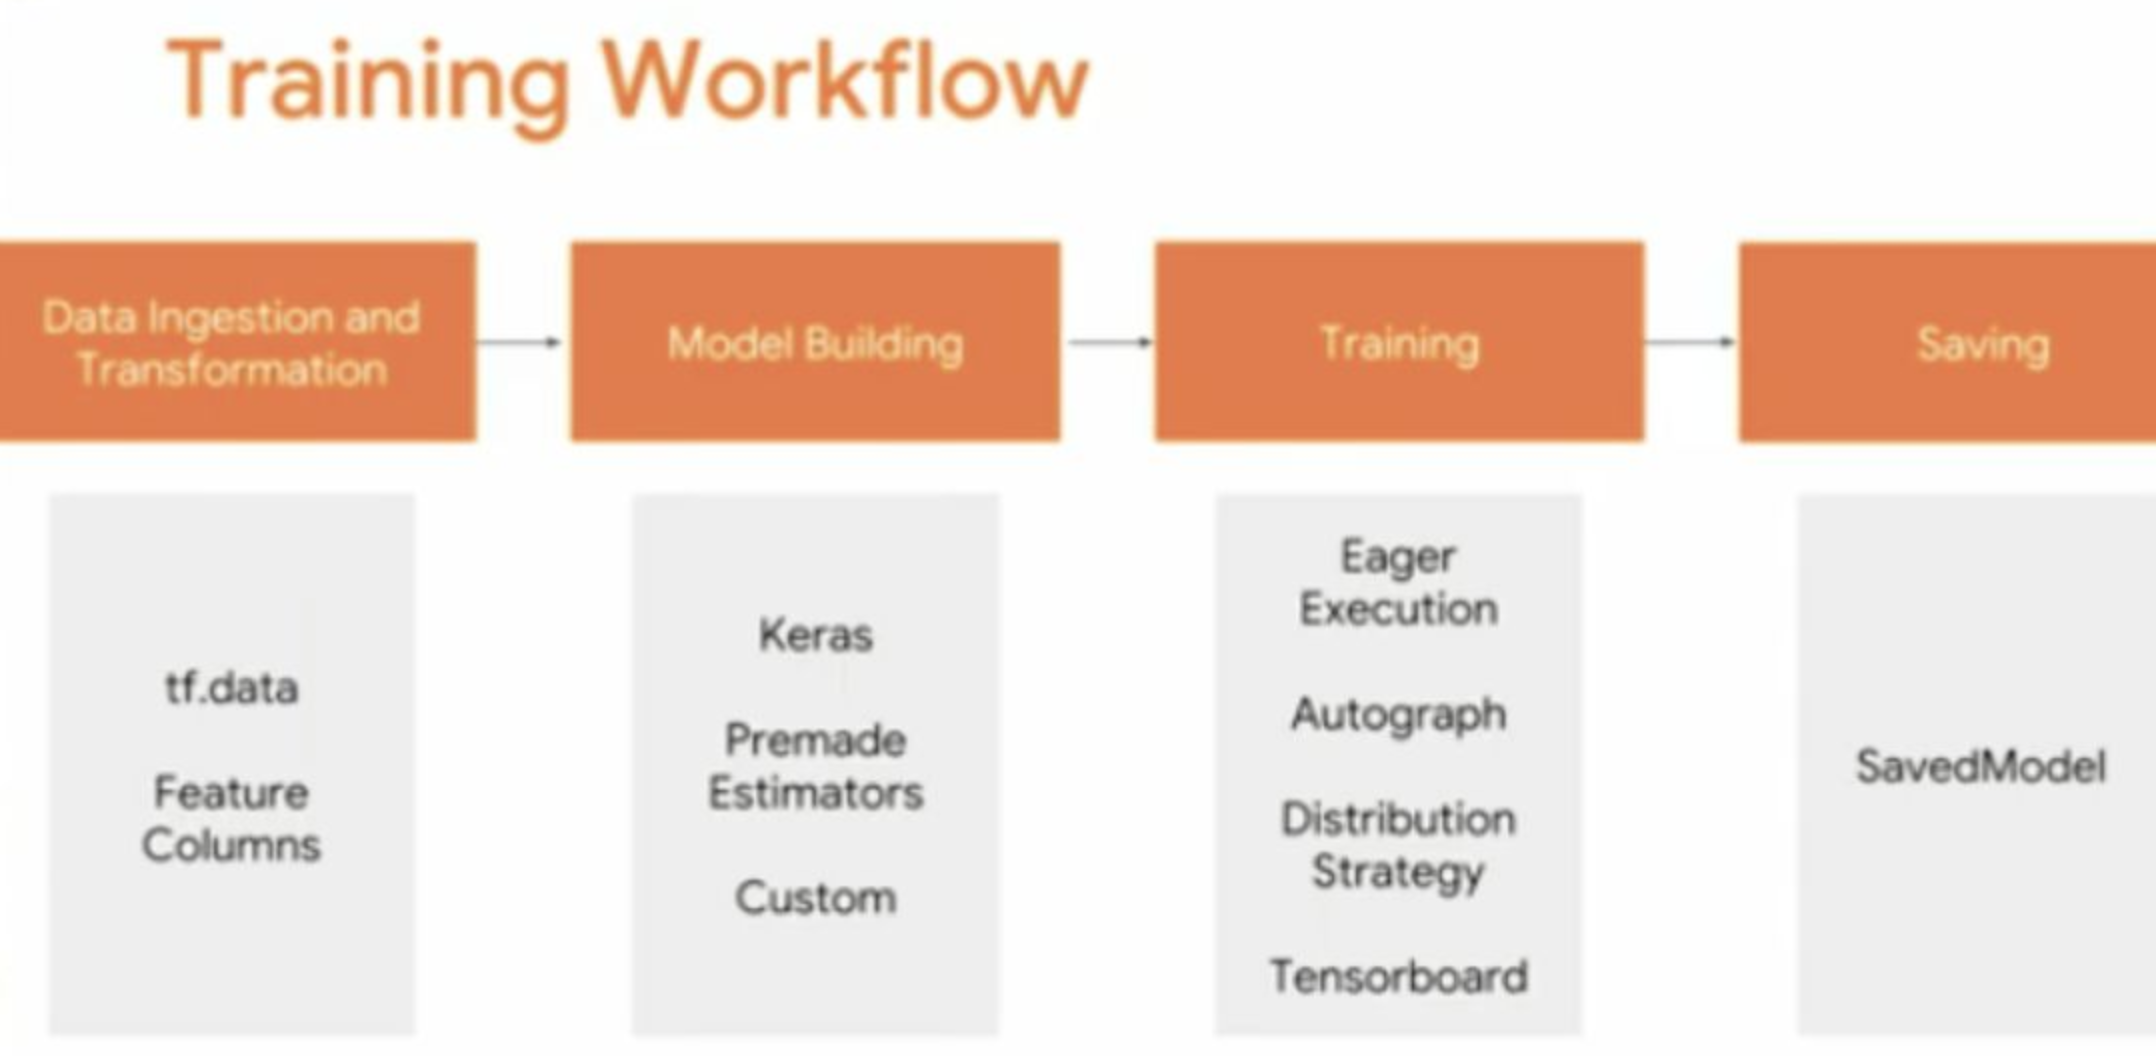 Training Workflow
Data Ingestion and
Transformation
Model Building
Training
Saving
tf.data
Feature
Columns
Keras
Premade
Estimators
Custom
Eager
Execution
Autograph
Distribution
Strategy
Tensorboard
SavedModel